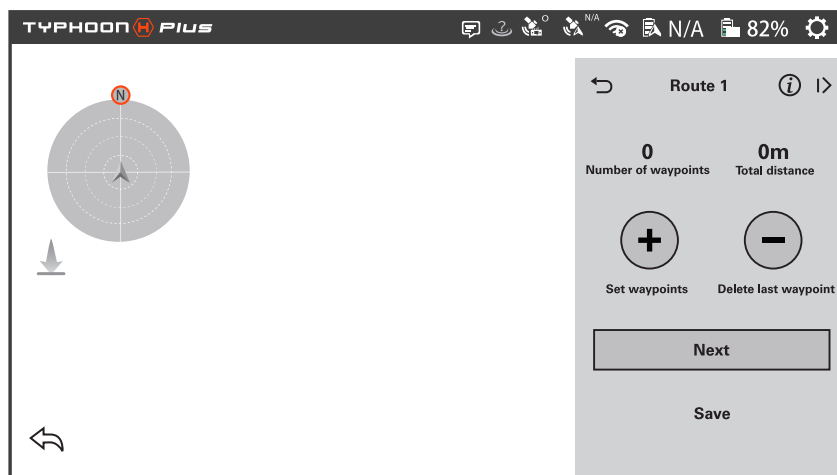 TYPHOON H PLUS
? N/A N/A 82%
N
Route 1 i
0 0m
Number of waypoints Total distance
Set waypoints Delete last waypoint
Next
Save